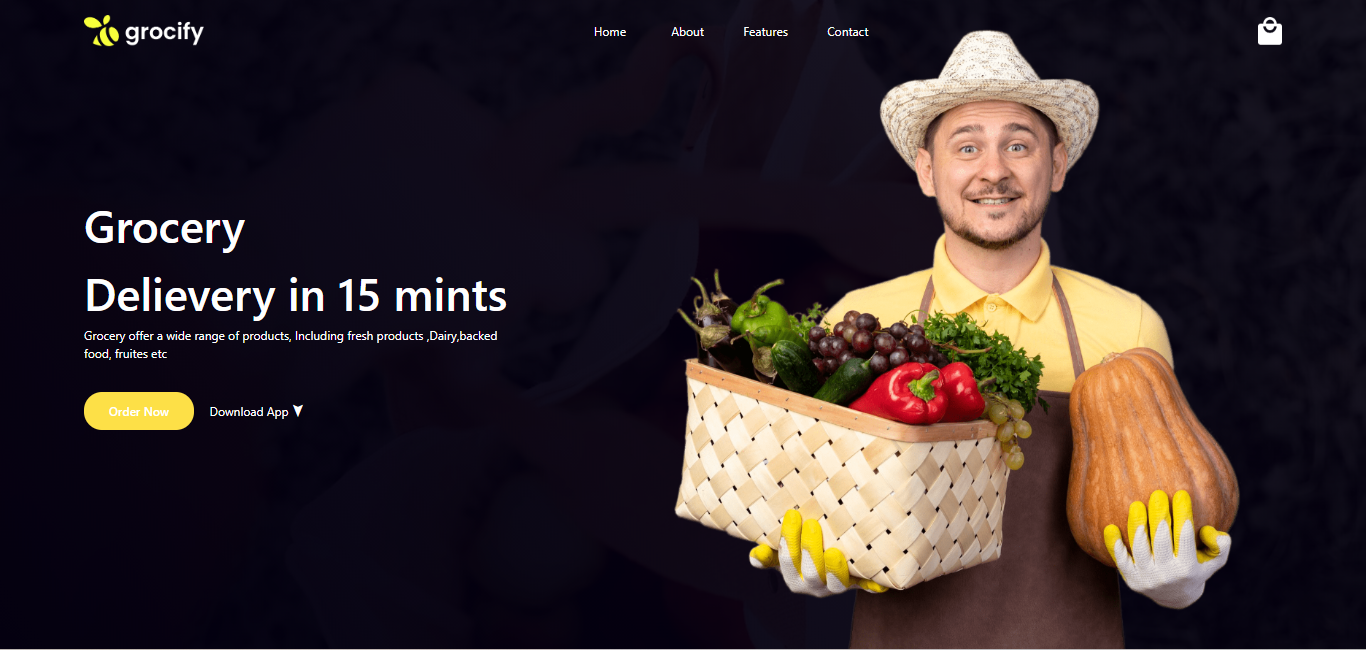 grocify
Home About Features Contact
Grocery
Delievery in 15 mints
Grocery offer a wide range of products, Including fresh products ,Dairy,backed
food, fruites etc
Order Now Download App